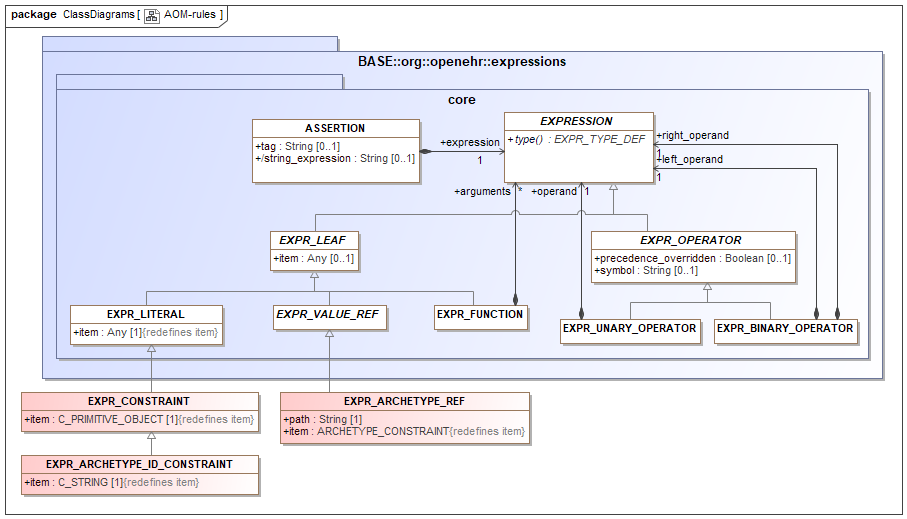 package ClassDiagrams [ AOM-rules ]
BASE::org::openehr::expressions
core
ASSERTION
+tag : String [0..1]
+/string_expression : String [0..1]
+expression
1
EXPRESSION
+type() : EXPR_TYPE_DEF
+right_operand
1
+left_operand
1
+arguments
*
+operand
1
EXPR_LEAF
+item : Any [0..1]
EXPR_OPERATOR
+precedence_overridden : Boolean [0..1]
+symbol : String [0..1]
EXPR_LITERAL
+item : Any [1]{redefines item}
EXPR_VALUE_REF
EXPR_FUNCTION
EXPR_UNARY_OPERATOR
EXPR_BINARY_OPERATOR
EXPR_CONSTRAINT
+item : C_PRIMITIVE_OBJECT [1]{redefines item}
EXPR_ARCHETYPE_REF
+path : String [1]
+item : ARCHETYPE_CONSTRAINT{redefines item}
EXPR_ARCHETYPE_ID_CONSTRAINT
+item : C_STRING [1]{redefines item}